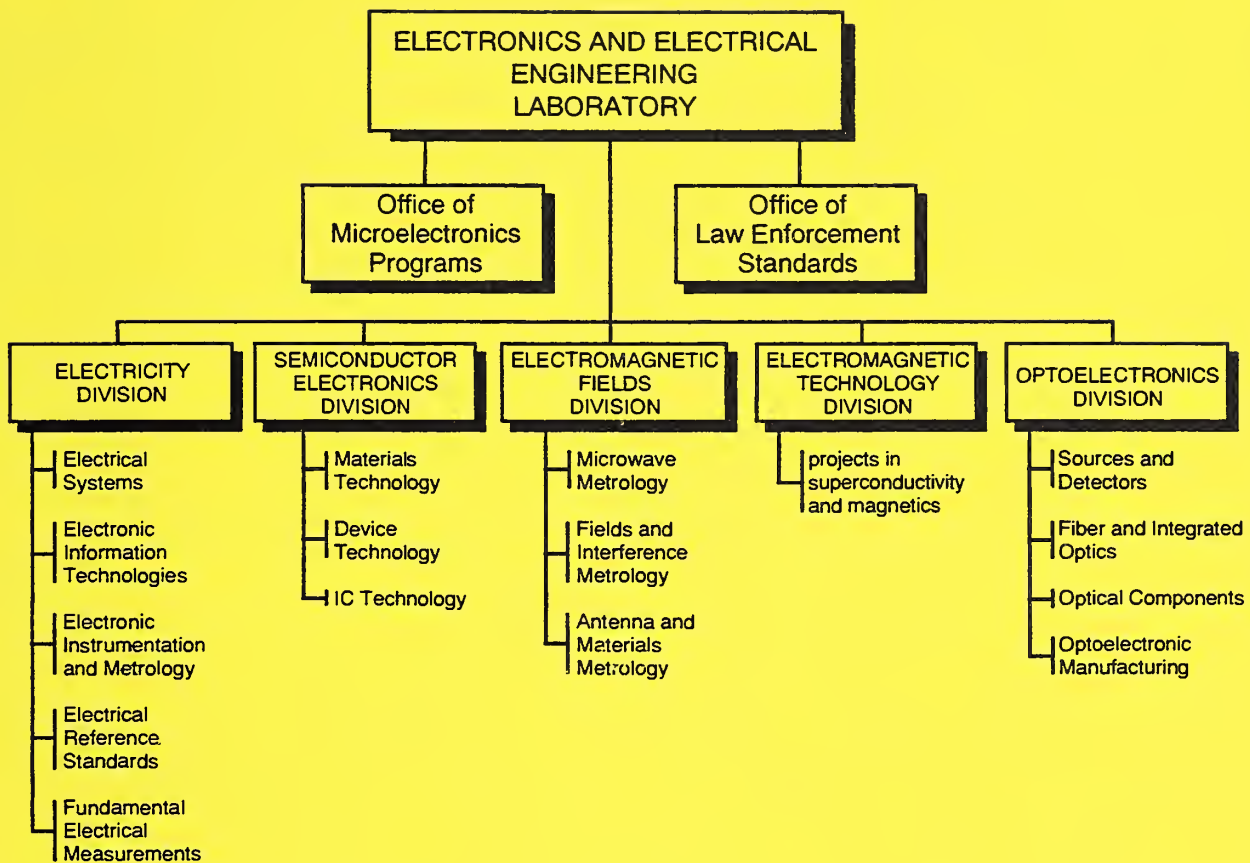 ELECTRONICS AND ELECTRICAL
ENGINEERING
LABORATORY
Office of
Microelectronics
Programs
Office of
Law Enforcement
Standards
ELECTRICITY
DIVISION
Electrical
Systems
Electronic
Information
Technologies
Electronic
Instrumentation
and Metrology
Electrical
Reference
Standards
Fundamental
Electrical
Measurements
SEMICONDUCTOR
ELECTRONICS
DIVISION
Materials
Technology
Device
Technology
IC Technology
ELECTROMAGNETIC
FIELDS
DIVISION
Microwave
Metrology
Fields and
Interference
Metrology
Antenna and
Materials
Metrology
ELECTROMAGNETIC
TECHNOLOGY
DIVISION
projects in
superconductivity
and magnetics
OPTOELECTRONICS
DIVISION
Sources and
Detectors
Fiber and Integrated
Optics
Optical Components
Optoelectronic
Manufacturing